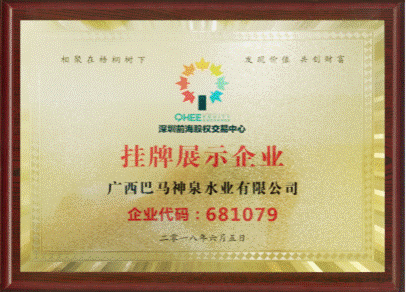 相聚在梧桐树下
发现价值 共创财富
QHEE
深圳前海股权交易中心
挂牌展示企业
广西巴马神泉水业有限公司
企业代码：681079
二零一八年六月五日